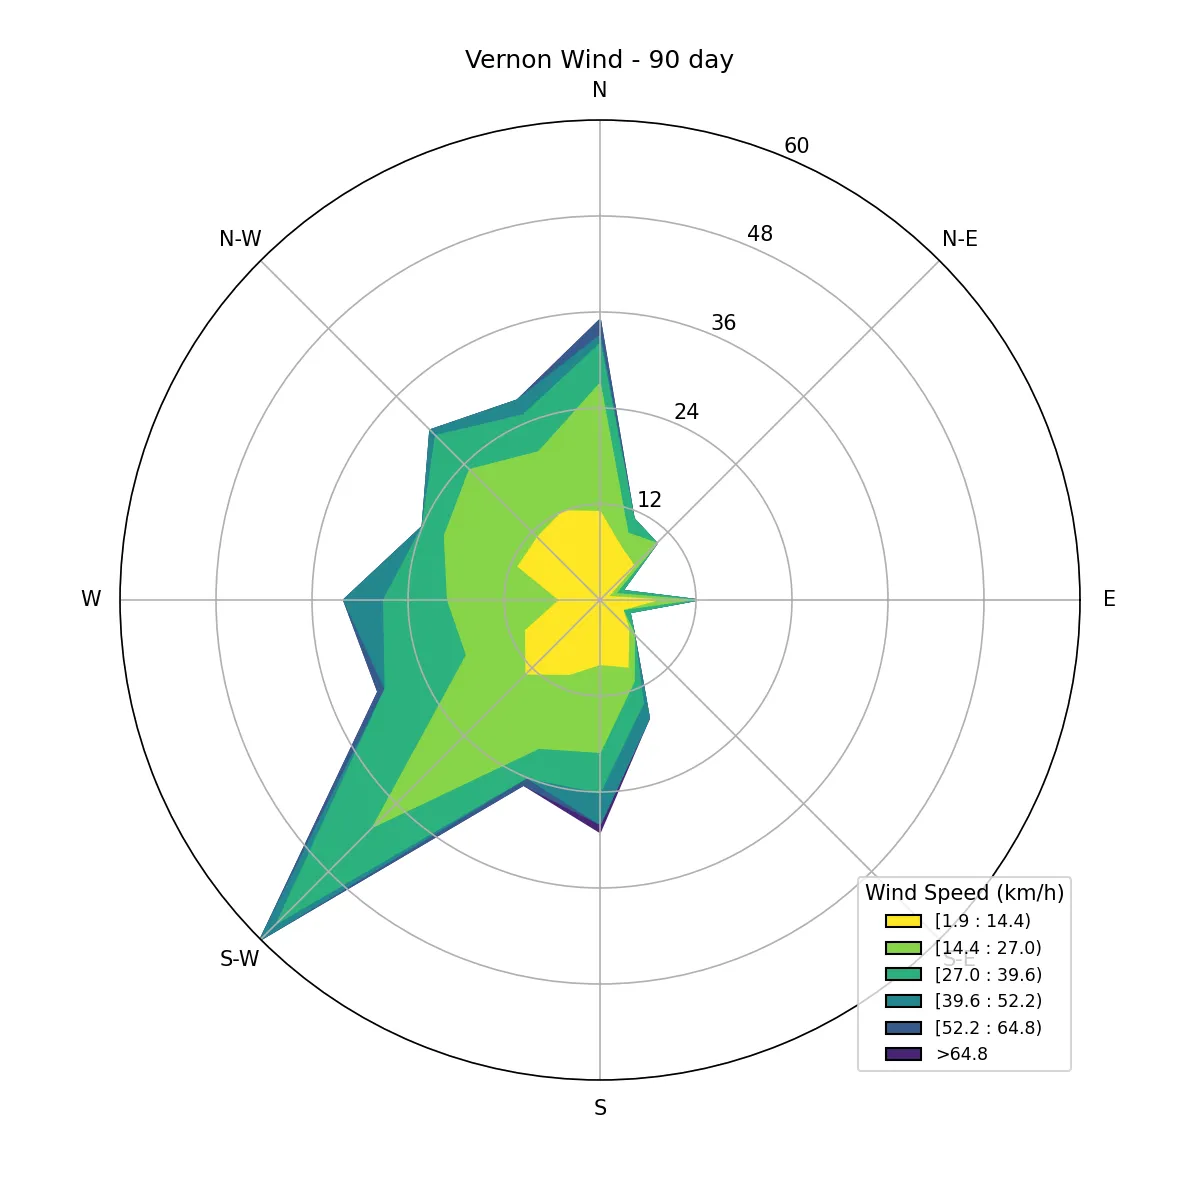 Vernon Wind - 90 day
N
60
N-W
N-E
48
36
24
12
W
E
S-W
S-E
S
Wind Speed (km/h)
[1.9 : 14.4)
[14.4 : 27.0)
[27.0 : 39.6)
[39.6 : 52.2)
[52.2 : 64.8)
>64.8